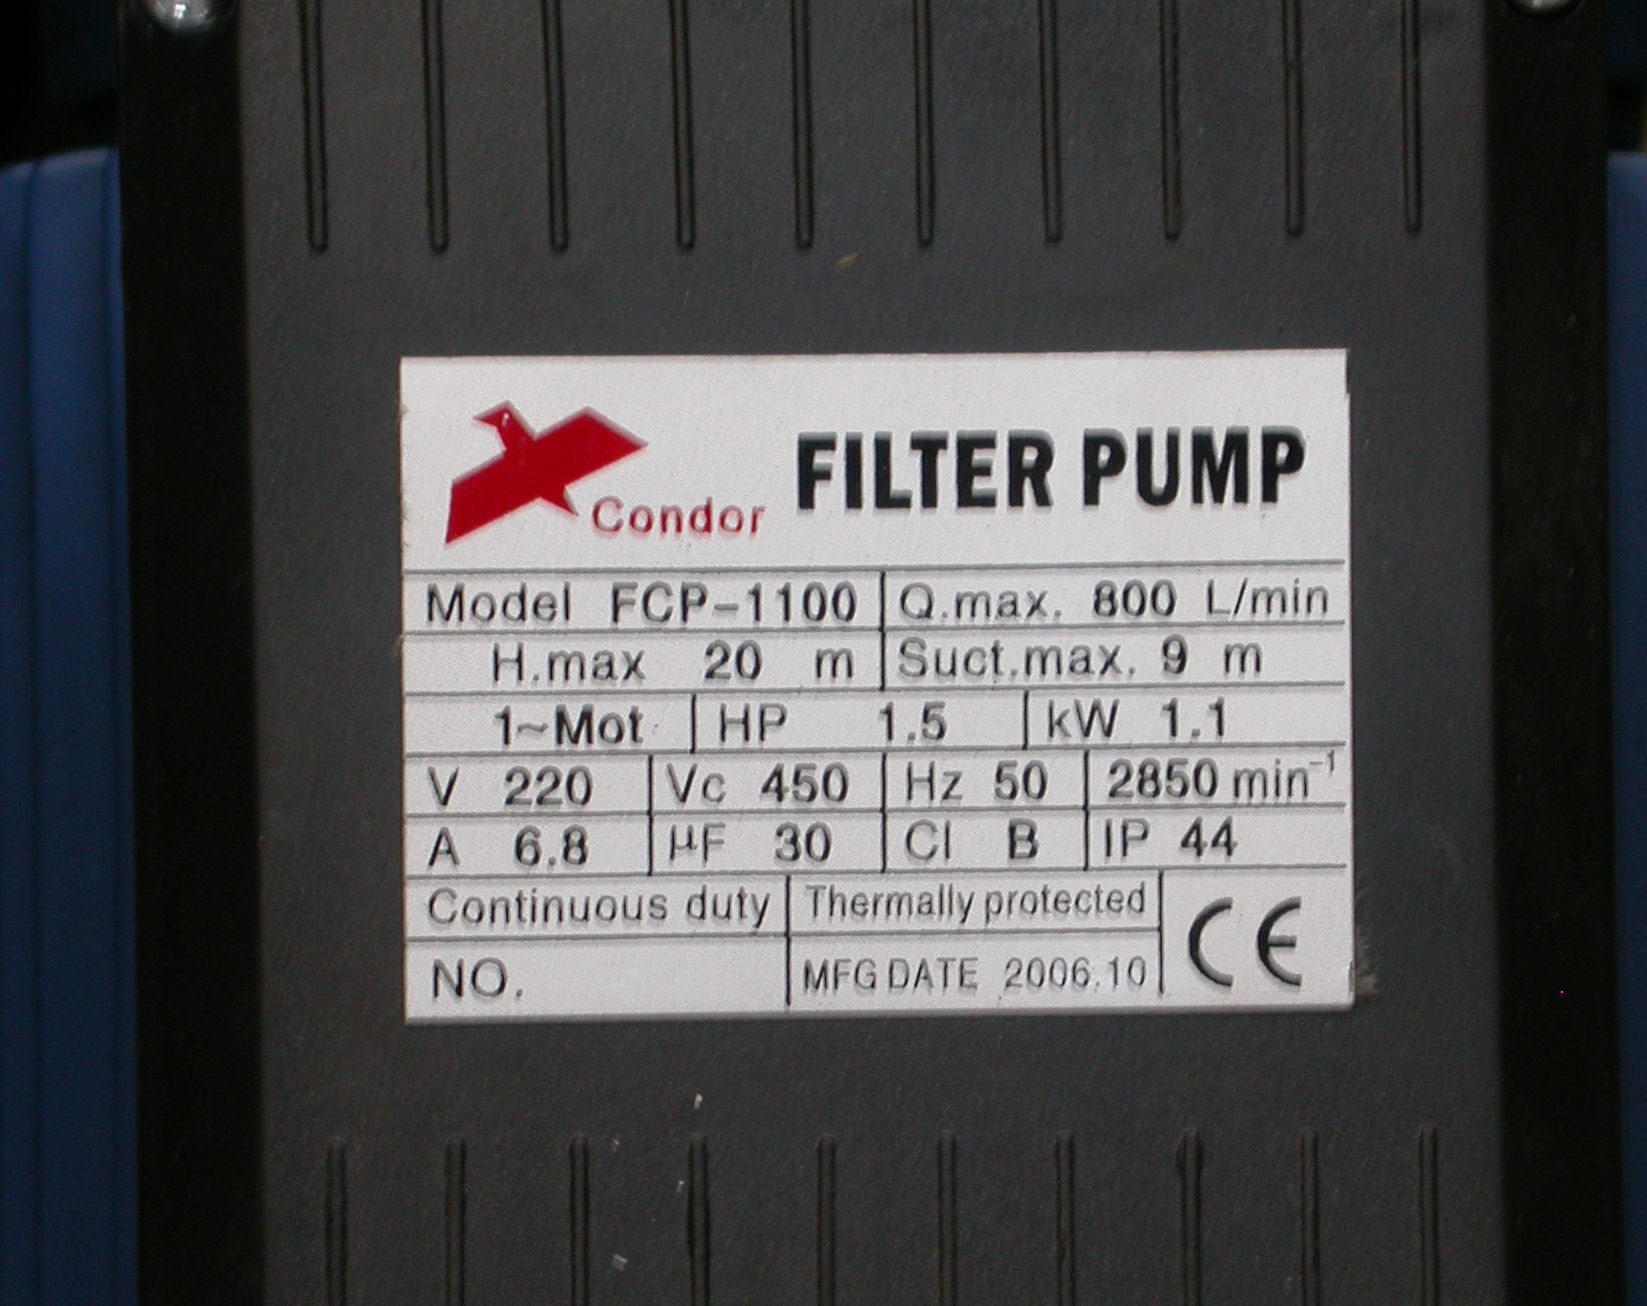 Condor FILTER PUMP
Model FCP-1100 Q.max. 800 L/min
H.max 20 m Suct.max. 9 m
1~Mot HP 1.5 kW 1.1
V 220 Vc 450 Hz 50 2850 min⁻¹
A 6.8 µF 30 Cl B IP 44
Continuous duty Thermally protected
NO. MFG DATE 2006.10 CE